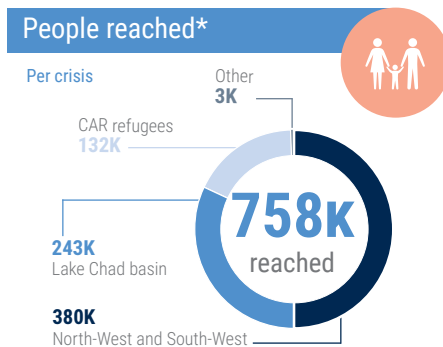 People reached*
Per crisis
Other
3K
CAR refugees
132K
758K
reached
243K
Lake Chad basin
380K
North-West and South-West